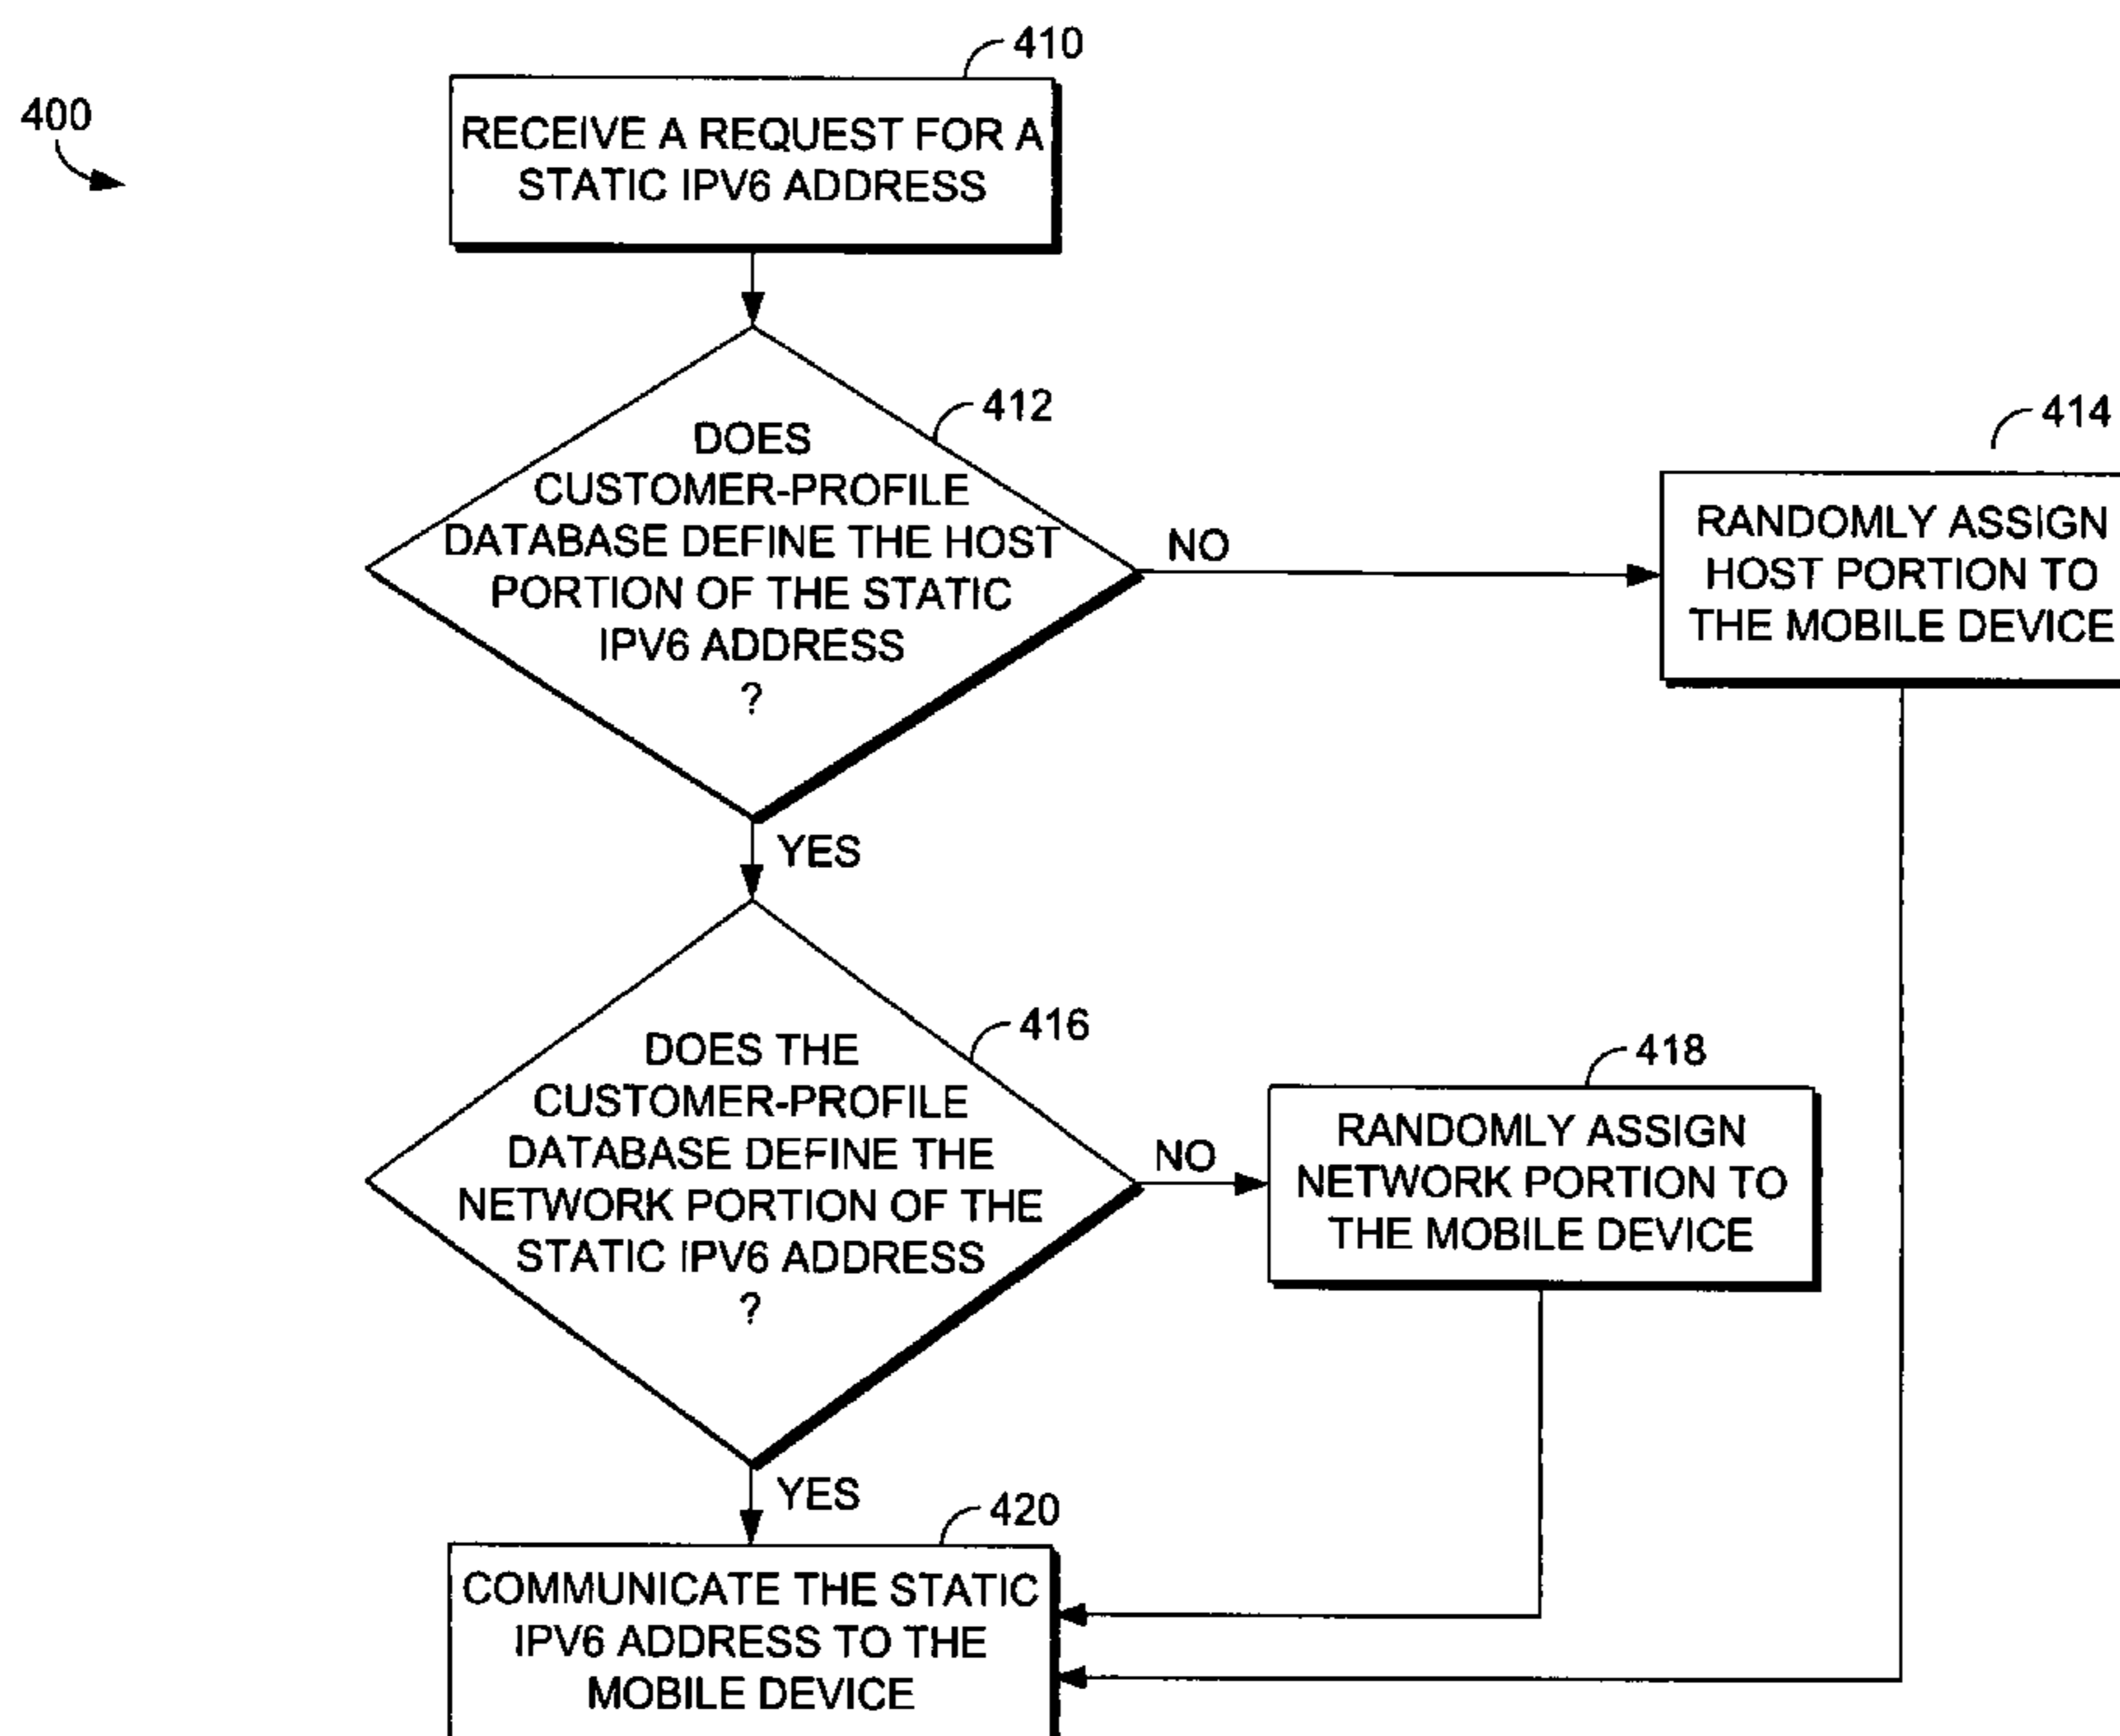 410
400
RECEIVE A REQUEST FOR A
STATIC IPV6 ADDRESS
412
DOES
CUSTOMER-PROFILE
DATABASE DEFINE THE HOST
PORTION OF THE STATIC
IPV6 ADDRESS
?
NO
414
RANDOMLY ASSIGN
HOST PORTION TO
THE MOBILE DEVICE
YES
416
DOES THE
CUSTOMER-PROFILE
DATABASE DEFINE THE
NETWORK PORTION OF THE
STATIC IPV6 ADDRESS
?
NO
418
RANDOMLY ASSIGN
NETWORK PORTION TO
THE MOBILE DEVICE
YES
420
COMMUNICATE THE STATIC
IPV6 ADDRESS TO THE
MOBILE DEVICE